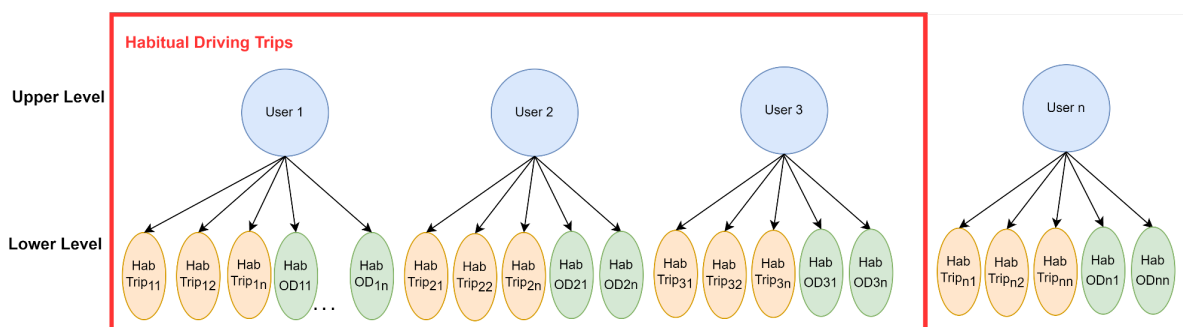 Habitual Driving Trips
Upper Level
User 1
User 2
User 3
User n
Lower Level
Hab
Trip11
Hab
Trip12
Hab
Trip1n
Hab
OD11
...
Hab
OD1n
Hab
Trip21
Hab
Trip22
Hab
Trip2n
Hab
OD21
Hab
OD2n
Hab
Trip31
Hab
Trip32
Hab
Trip3n
Hab
OD31
Hab
OD3n
Hab
Tripn1
Hab
Tripn2
Hab
Tripnn
Hab
ODn1
Hab
ODnn